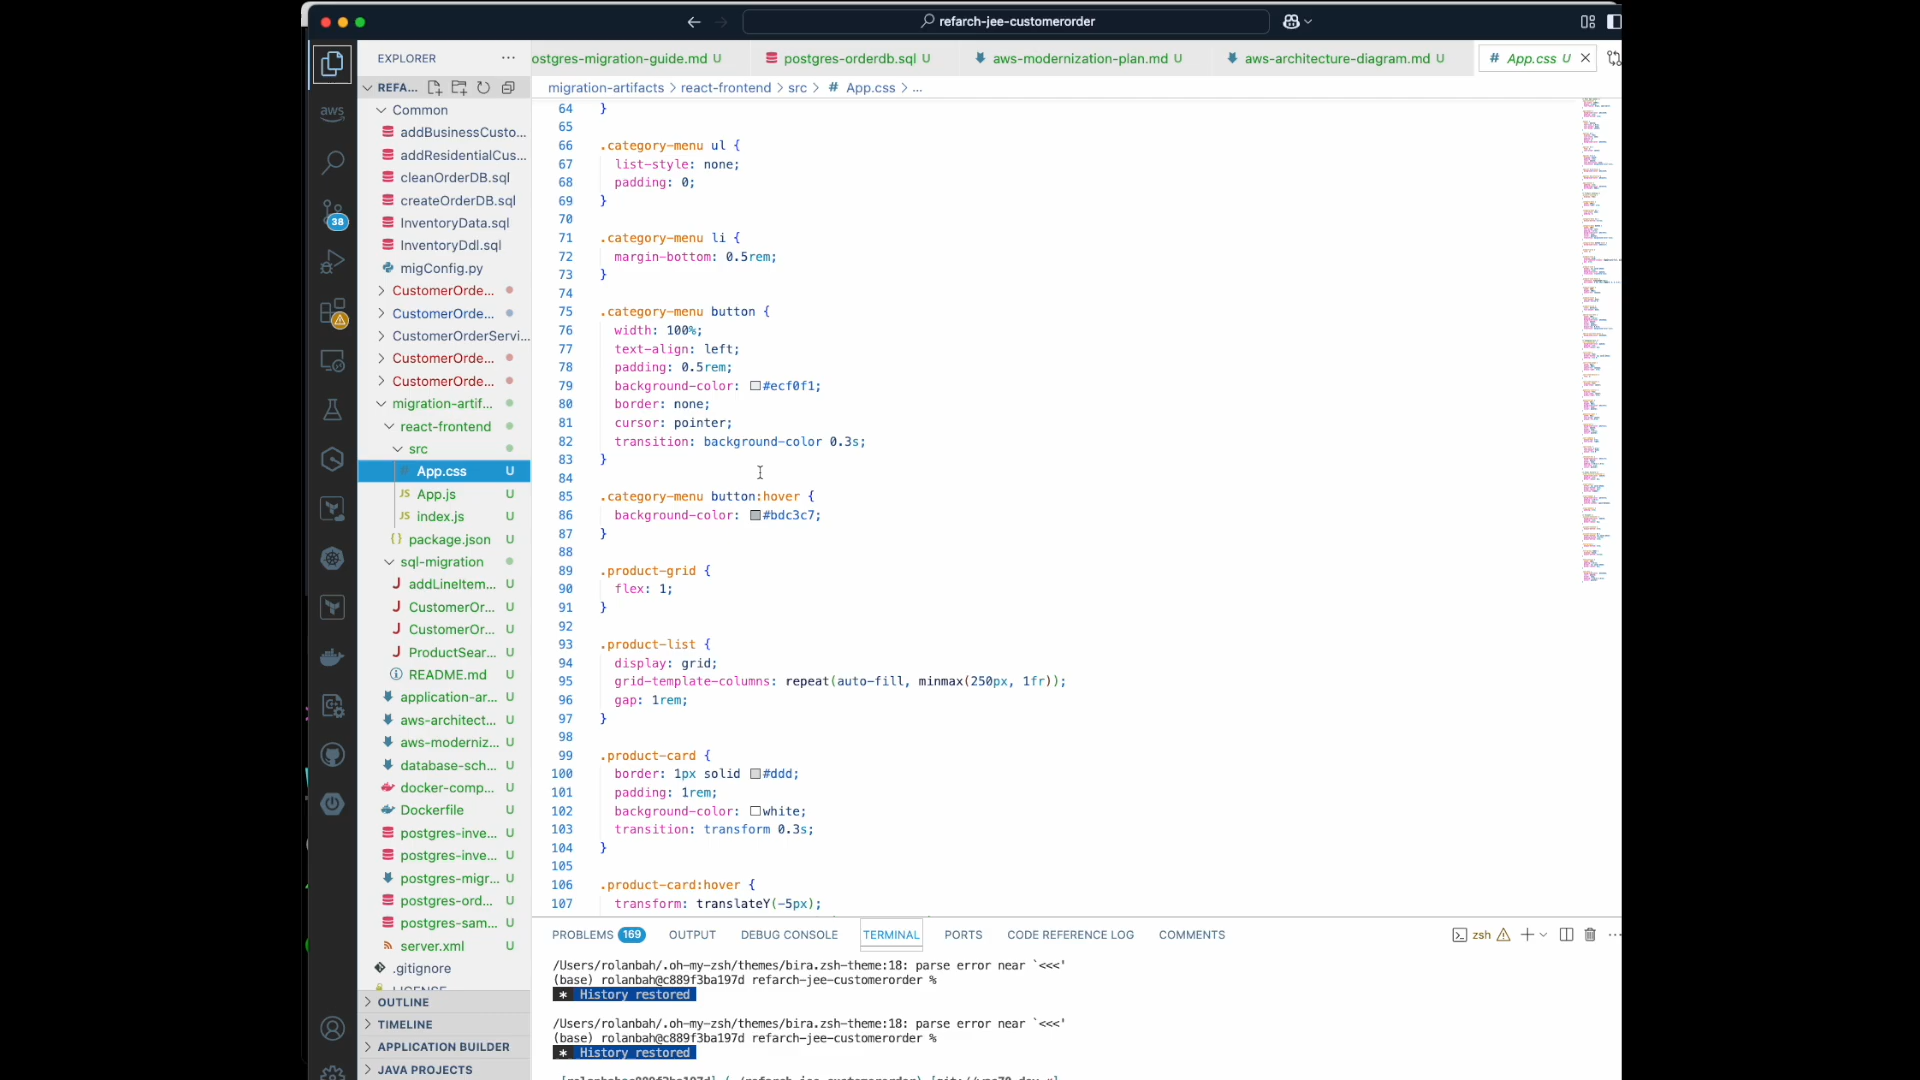 refarch-jee-customerorder
EXPLORER
ostgres-migration-guide.md U
postgres-orderdb.sql U
aws-modernization-plan.md U
aws-architecture-diagram.md U
# App.css U
REFA...
migration-artifacts > react-frontend > src > # App.css > ...
aws
38
Common
addBusinessCusto...
addResidentialCus...
cleanOrderDB.sql
createOrderDB.sql
InventoryData.sql
InventoryDdl.sql
migConfig.py
CustomerOrde...
CustomerOrde...
CustomerOrderServi...
CustomerOrde...
CustomerOrde...
migration-artif...
react-frontend
src
App.css U
JS App.js U
JS index.js U
{} package.json U
sql-migration
J addLineItem... U
J CustomerOr... U
J CustomerOr... U
J ProductSear... U
README.md U
application-ar... U
aws-architect... U
aws-moderniz... U
database-sch... U
docker-comp... U
Dockerfile U
postgres-inve... U
postgres-inve... U
postgres-migr... U
postgres-ord... U
postgres-sam... U
server.xml U
.gitignore
OUTLINE
TIMELINE
APPLICATION BUILDER
JAVA PROJECTS
64 }
65
66 .category-menu ul {
67 list-style: none;
68 padding: 0;
69 }
70
71 .category-menu li {
72 margin-bottom: 0.5rem;
73 }
74
75 .category-menu button {
76 width: 100%;
77 text-align: left;
78 padding: 0.5rem;
79 background-color: #ecf0f1;
80 border: none;
81 cursor: pointer;
82 transition: background-color 0.3s;
83 }
84
85 .category-menu button:hover {
86 background-color: #bdc3c7;
87 }
88
89 .product-grid {
90 flex: 1;
91 }
92
93 .product-list {
94 display: grid;
95 grid-template-columns: repeat(auto-fill, minmax(250px, 1fr));
96 gap: 1rem;
97 }
98
99 .product-card {
100 border: 1px solid #ddd;
101 padding: 1rem;
102 background-color: white;
103 transition: transform 0.3s;
104 }
105
106 .product-card:hover {
107 transform: translateY(-5px);
PROBLEMS 169 OUTPUT DEBUG CONSOLE TERMINAL PORTS CODE REFERENCE LOG COMMENTS
zsh
/Users/rolanbah/.oh-my-zsh/themes/bira.zsh-theme:18: parse error near `<<<'
(base) rolanbah@c889f3ba197d refarch-jee-customerorder %
* History restored
/Users/rolanbah/.oh-my-zsh/themes/bira.zsh-theme:18: parse error near `<<<'
(base) rolanbah@c889f3ba197d refarch-jee-customerorder %
* History restored